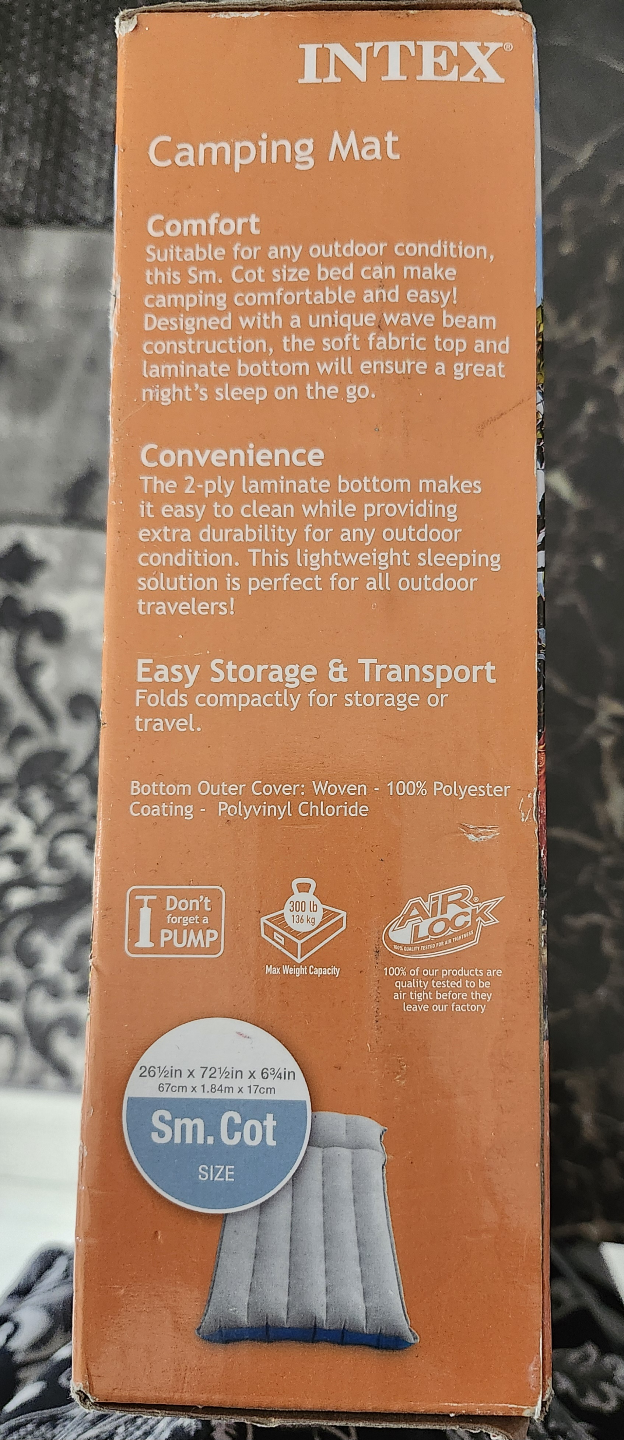 INTEX®
Camping Mat
Comfort
Suitable for any outdoor condition,
this Sm. Cot size bed can make
camping comfortable and easy!
Designed with a unique wave beam
construction, the soft fabric top and
laminate bottom will ensure a great
night's sleep on the go.
Convenience
The 2-ply laminate bottom makes
it easy to clean while providing
extra durability for any outdoor
condition. This lightweight sleeping
solution is perfect for all outdoor
travelers!
Easy Storage & Transport
Folds compactly for storage or
travel.
Bottom Outer Cover: Woven - 100% Polyester
Coating - Polyvinyl Chloride
Don't
forget a
PUMP
300 lb
136 kg
Max Weight Capacity
AIR
LOCK®
100% QUALITY TESTED FOR AIR TIGHTNESS
100% of our products are
quality tested to be
air tight before they
leave our factory
26½in x 72½in x 6¾in
67cm x 1.84m x 17cm
Sm. Cot
SIZE